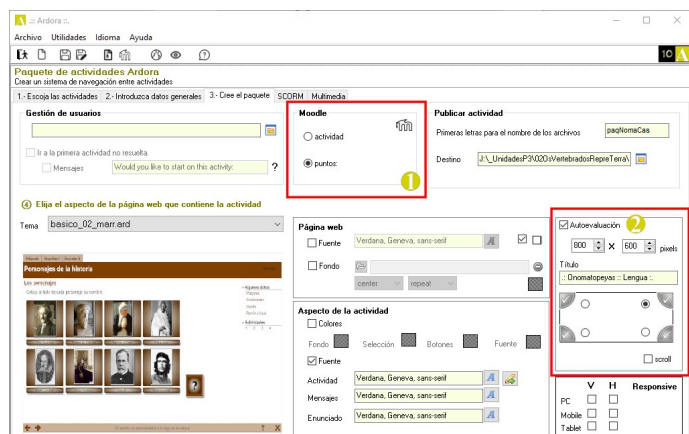 .:: Ardora ::.
Archivo Utilidades Idioma Ayuda
10
Paquete de actividades Ardora
Crear un sistema de navegación entre actividades
1.- Escoja las actividades 2.- Introduzca datos generales 3.- Cree el paquete SCORM Multimedia
Gestión de usuarios
Ir a la primera actividad no resuelta.
Mensajes Would you like to start on this activity: ?
Moodle
actividad
puntos:
1
Publicar actividad
Primeras letras para el nombre de los archivos paqNomaCas
Destino J:\_UnidadesP3\02OsVertebradosRepreTerra\
④ Elija el aspecto de la página web que contiene la actividad
Tema basico_02_marr.ard
Personajes de la historia
Los personajes
? X
Página web
Fuente Verdana, Geneva, sans-serif A
Fondo
center repeat
Aspecto de la actividad
Colores
Fondo Selección Botones Fuente
Fuente
Actividad Verdana, Geneva, sans-serif A
Mensajes Verdana, Geneva, sans-serif A
Enunciado Verdana, Geneva, sans-serif A
Autoevaluación 2
800 X 600 pixels
Título
.: Onomatopeyas :: Lengua :.
scroll
V H Responsive
PC
Mobile
Tablet